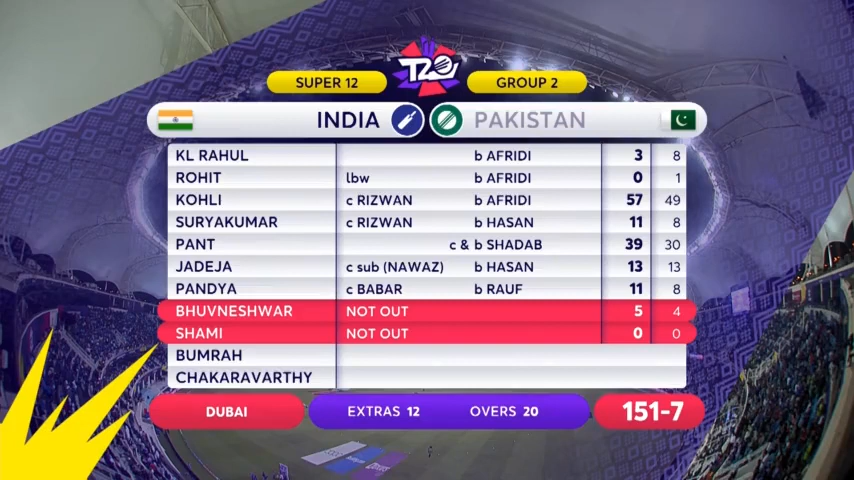 T20
SUPER 12 GROUP 2
INDIA PAKISTAN
KL RAHUL b AFRIDI 3 8
ROHIT lbw b AFRIDI 0 1
KOHLI c RIZWAN b AFRIDI 57 49
SURYAKUMAR c RIZWAN b HASAN 11 8
PANT c & b SHADAB 39 30
JADEJA c sub (NAWAZ) b HASAN 13 13
PANDYA c BABAR b RAUF 11 8
BHUVNESHWAR NOT OUT 5 4
SHAMI NOT OUT 0 0
BUMRAH
CHAKARAVARTHY
DUBAI EXTRAS 12 OVERS 20 151-7